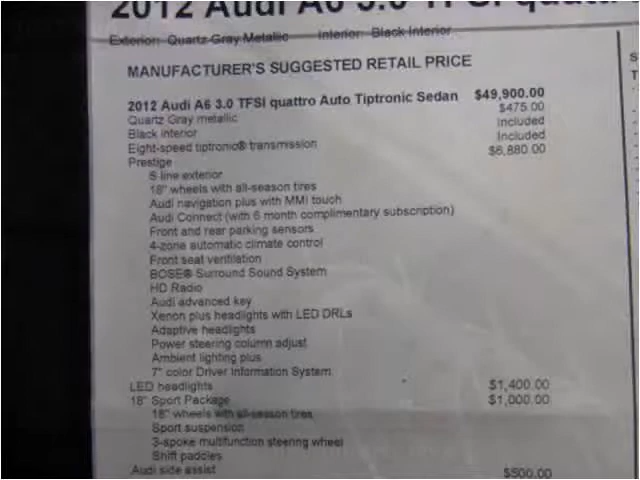 2012 Audi A6 3.0 TFSI quattro
Exterior: Quartz Gray Metallic Interior: Black Interior
MANUFACTURER'S SUGGESTED RETAIL PRICE
2012 Audi A6 3.0 TFSI quattro Auto Tiptronic Sedan $49,900.00
Quartz Gray metallic $475.00
Black interior Included
Eight-speed tiptronic® transmission Included
Prestige $6,880.00
S line exterior
18" wheels with all-season tires
Audi navigation plus with MMI touch
Audi Connect (with 6 month complimentary subscription)
Front and rear parking sensors
4-zone automatic climate control
Front seat ventilation
BOSE® Surround Sound System
HD Radio
Audi advanced key
Xenon plus headlights with LED DRLs
Adaptive headlights
Power steering column adjust
Ambient lighting plus
7" color Driver Information System
LED headlights $1,400.00
18" Sport Package $1,000.00
18" wheels with all-season tires
Sport suspension
3-spoke multifunction steering wheel
Shift paddles
Audi side assist $500.00
S
T